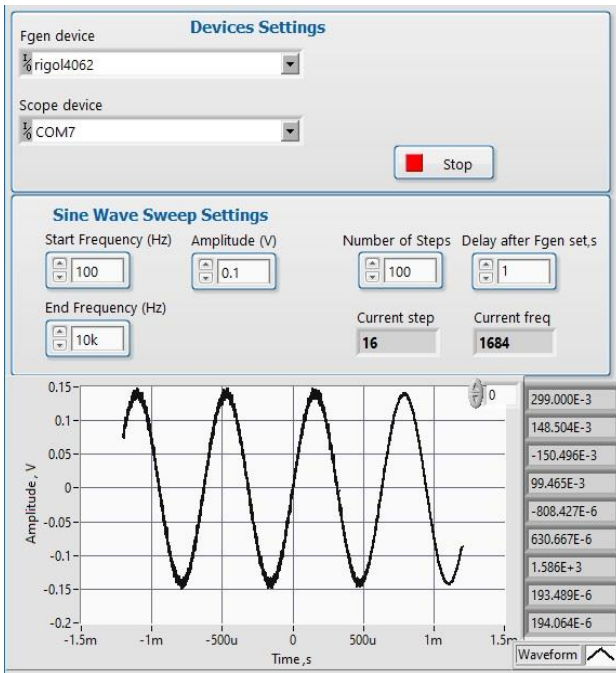 Devices Settings
Fgen device
rigol4062
Scope device
COM7
Stop
Sine Wave Sweep Settings
Start Frequency (Hz) Amplitude (V) Number of Steps Delay after Fgen set,s
100 0.1 100 1
End Frequency (Hz)
10k
Current step Current freq
16 1684
0.15-
0.1-
0.05-
0-
-0.05-
-0.1-
-0.15-
-0.2-
Amplitude, V
-1.5m -1m -500u 0 500u 1m 1.5m
Time,s
0
299.000E-3
148.504E-3
-150.496E-3
99.465E-3
-808.427E-6
630.667E-6
1.586E+3
193.489E-6
194.064E-6
Waveform